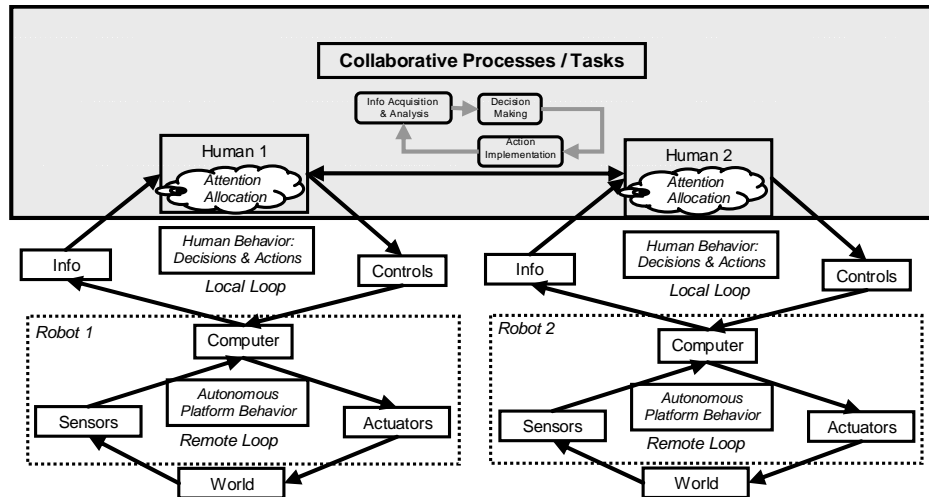 Collaborative Processes / Tasks
Info Acquisition
& Analysis
Decision
Making
Action
Implementation
Human 1
Attention
Allocation
Human 2
Attention
Allocation
Human Behavior:
Decisions & Actions
Info
Controls
Local Loop
Human Behavior:
Decisions & Actions
Info
Controls
Local Loop
Robot 1
Computer
Autonomous
Platform Behavior
Sensors
Actuators
Remote Loop
World
Robot 2
Computer
Autonomous
Platform Behavior
Sensors
Actuators
Remote Loop
World